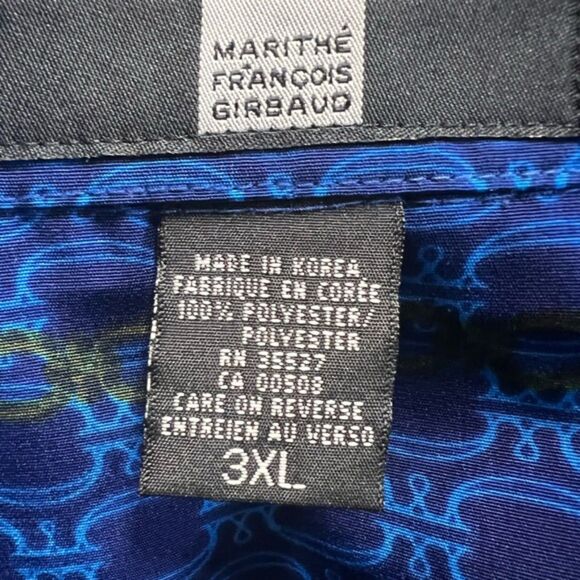 MARITHÉ
FRANÇOIS
GIRBAUD
MADE IN KOREA
FABRIQUE EN CORÉE
100% POLYESTER/
POLYESTER
RN 35527
CA 00508
CARE ON REVERSE
ENTREIEN AU VERSO
3XL